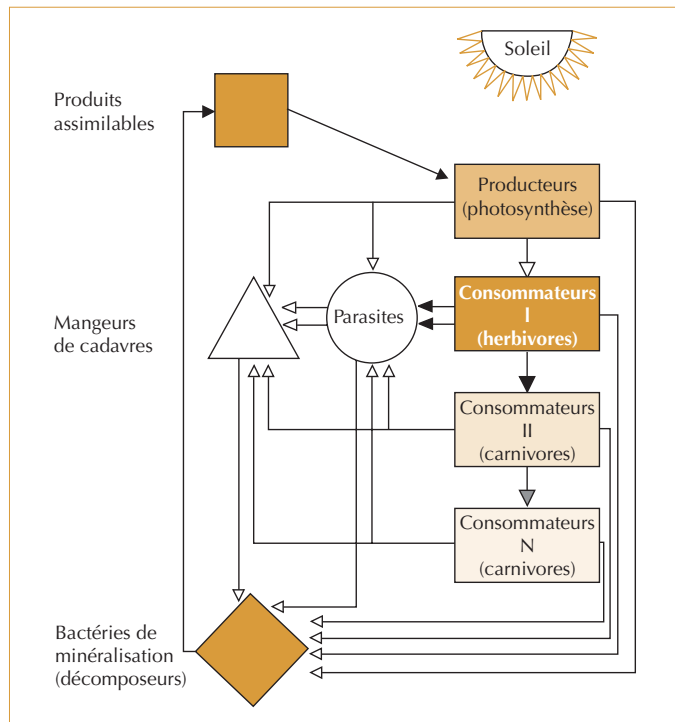 Soleil
Produits
assimilables
Producteurs
(photosynthèse)
Consommateurs
I
(herbivores)
Parasites
Mangeurs
de cadavres
Consommateurs
II
(carnivores)
Consommateurs
N
(carnivores)
Bactéries de
minéralisation
(décomposeurs)